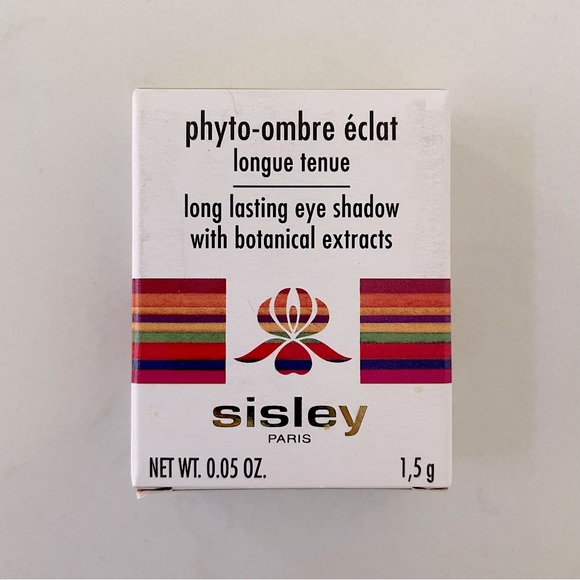 phyto-ombre éclat
longue tenue
long lasting eye shadow
with botanical extracts
sisley
PARIS
NET WT. 0.05 OZ. 1,5 g